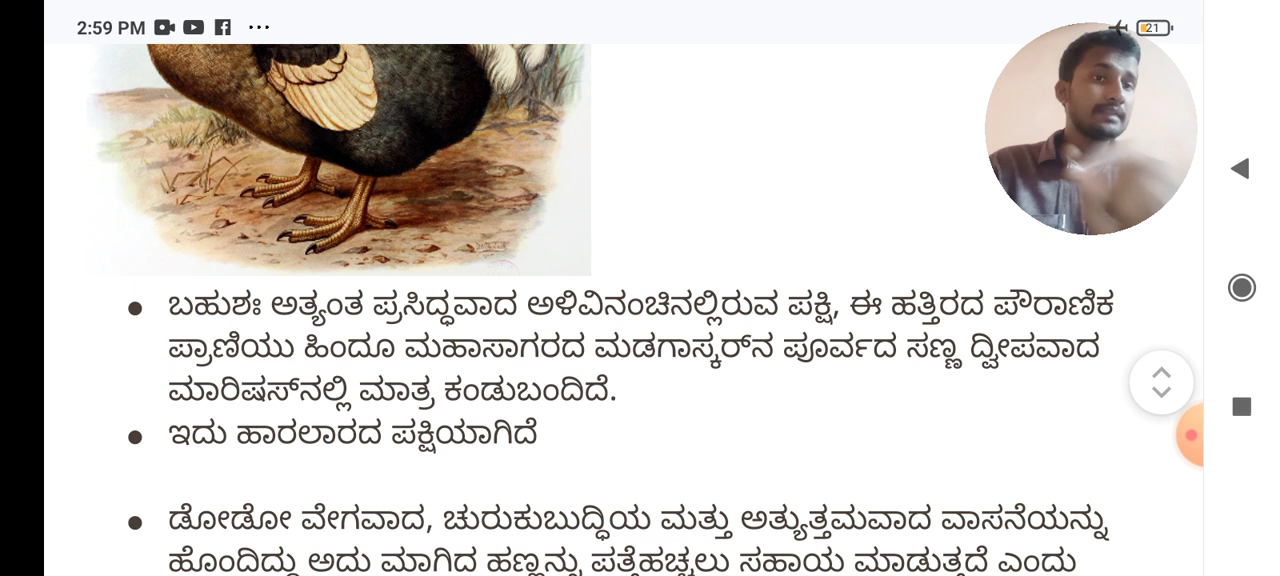 2:59 PM
21
ಬಹುಶಃ ಅತ್ಯಂತ ಪ್ರಸಿದ್ಧವಾದ ಅಳಿವಿನಂಚಿನಲ್ಲಿರುವ ಪಕ್ಷಿ, ಈ ಹತ್ತಿರದ ಪೌರಾಣಿಕ
ಪ್ರಾಣಿಯು ಹಿಂದೂ ಮಹಾಸಾಗರದ ಮಡಗಾಸ್ಕರ್‌ನ ಪೂರ್ವದ ಸಣ್ಣ ದ್ವೀಪವಾದ
ಮಾರಿಷಸ್‌ನಲ್ಲಿ ಮಾತ್ರ ಕಂಡುಬಂದಿದೆ.
ಇದು ಹಾರಲಾರದ ಪಕ್ಷಿಯಾಗಿದೆ
ಡೋಡೋ ವೇಗವಾದ, ಚುರುಕುಬುದ್ಧಿಯ ಮತ್ತು ಅತ್ಯುತ್ತಮವಾದ ವಾಸನೆಯನ್ನು
ಹೊಂದಿದ್ದು ಅದು ಮಾಗಿದ ಹಣ್ಣನ್ನು ಪತ್ತೆಹಚ್ಚಲು ಸಹಾಯ ಮಾಡುತ್ತದೆ ಎಂದು